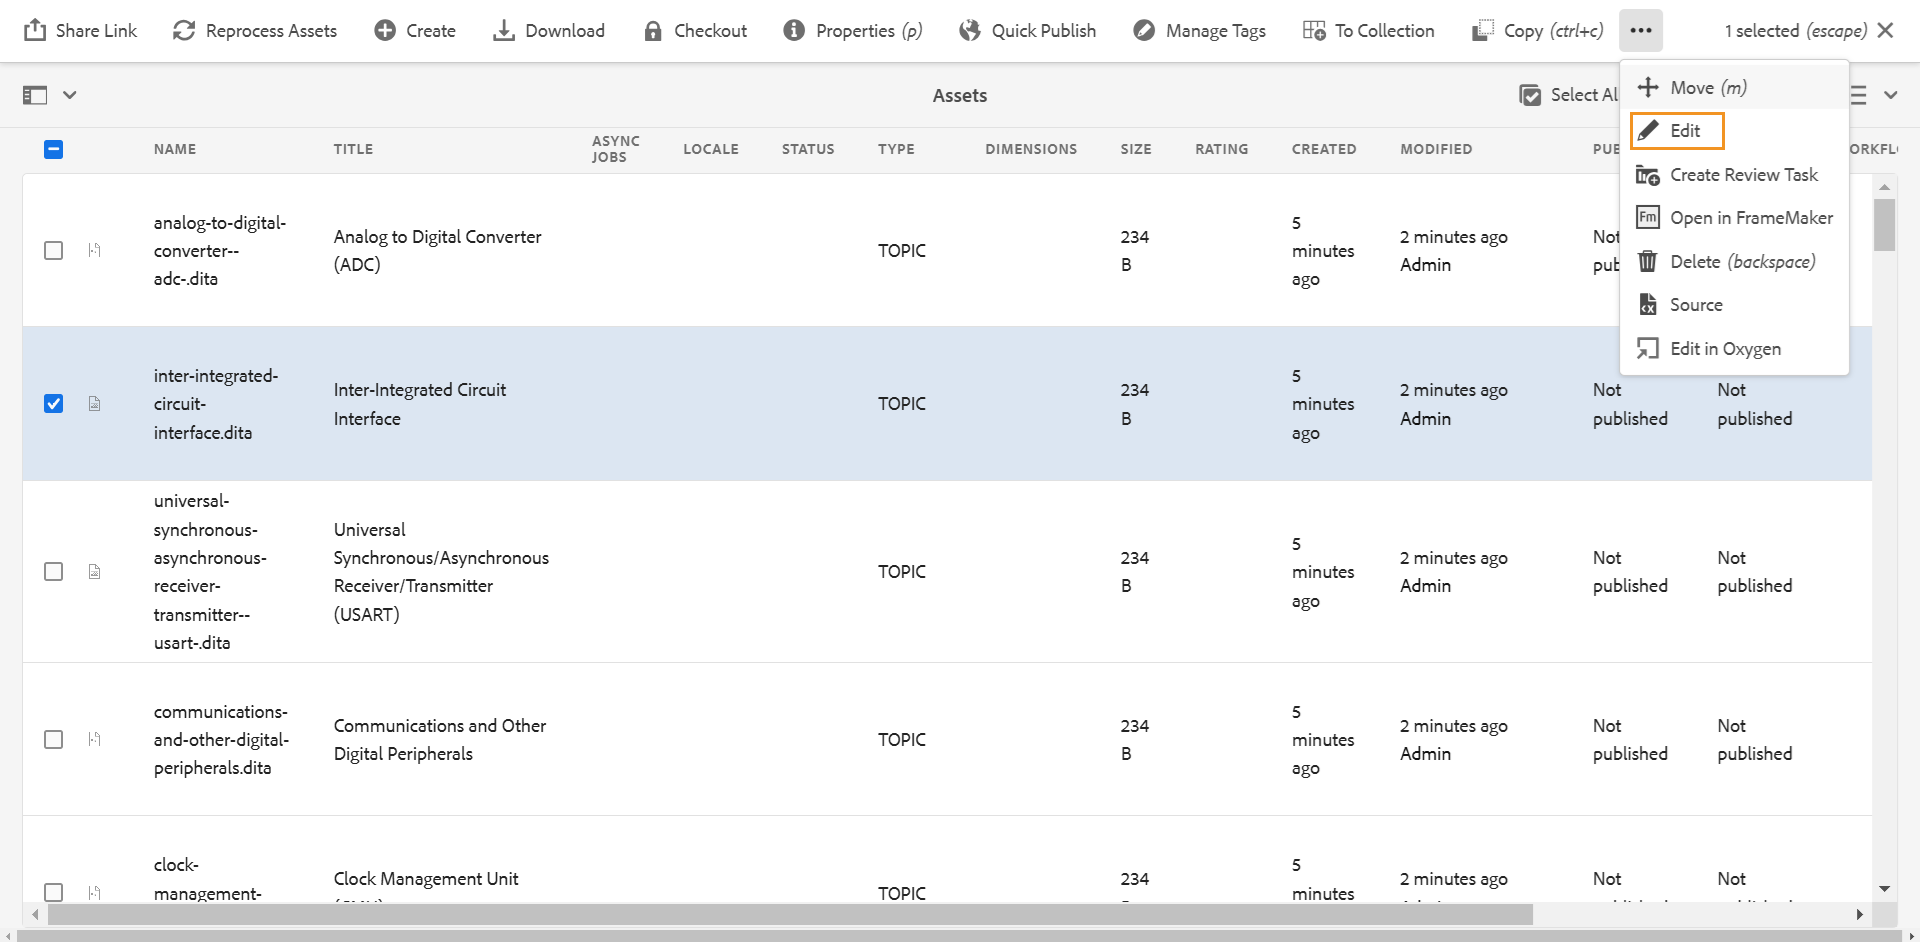 Share Link Reprocess Assets Create Download Checkout Properties (p) Quick Publish Manage Tags To Collection Copy (ctrl+c) 1 selected (escape)
Assets
Select Al
Move (m)
Edit
Create Review Task
Fm Open in FrameMaker
Delete (backspace)
Source
Edit in Oxygen
NAME TITLE ASYNC JOBS LOCALE STATUS TYPE DIMENSIONS SIZE RATING CREATED MODIFIED PU ORKFL
analog-to-digital-
converter--
adc-.dita
Analog to Digital Converter
(ADC)
TOPIC
234
B
5
minutes
ago
2 minutes ago
Admin
Not
pub
inter-integrated-
circuit-
interface.dita
Inter-Integrated Circuit
Interface
TOPIC
234
B
5
minutes
ago
2 minutes ago
Admin
Not
published
Not
published
universal-
synchronous-
asynchronous-
receiver-
transmitter--
usart-.dita
Universal
Synchronous/Asynchronous
Receiver/Transmitter
(USART)
TOPIC
234
B
5
minutes
ago
2 minutes ago
Admin
Not
published
Not
published
communications-
and-other-digital-
peripherals.dita
Communications and Other
Digital Peripherals
TOPIC
234
B
5
minutes
ago
2 minutes ago
Admin
Not
published
Not
published
clock-
management-
Clock Management Unit
TOPIC
234
5
minutes
2 minutes ago
Not
Not